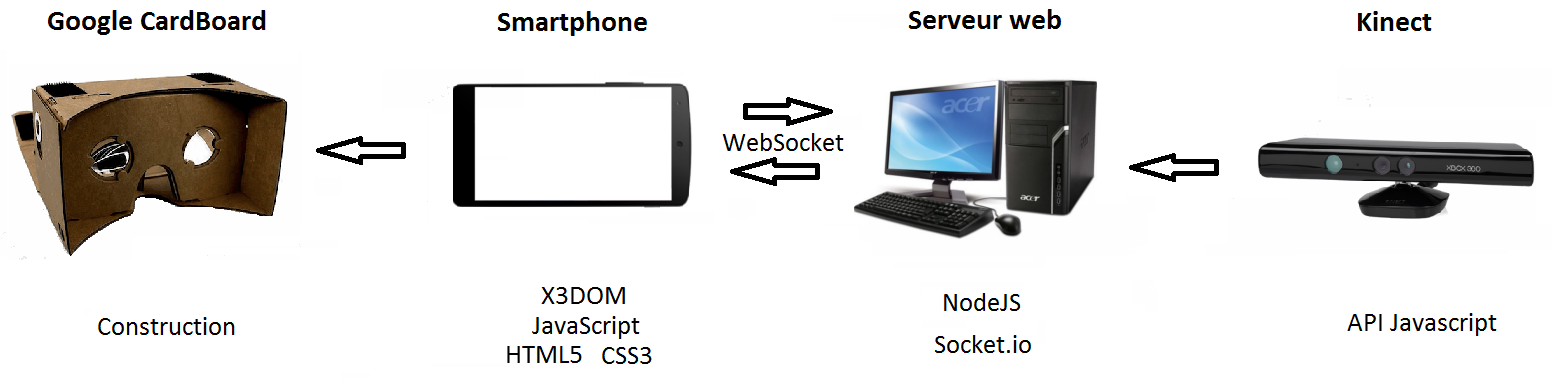 Google CardBoard
Smartphone
Serveur web
Kinect
WebSocket
acer
acer
XBOX 360
Construction
X3DOM
JavaScript
HTML5 CSS3
NodeJS
Socket.io
API Javascript